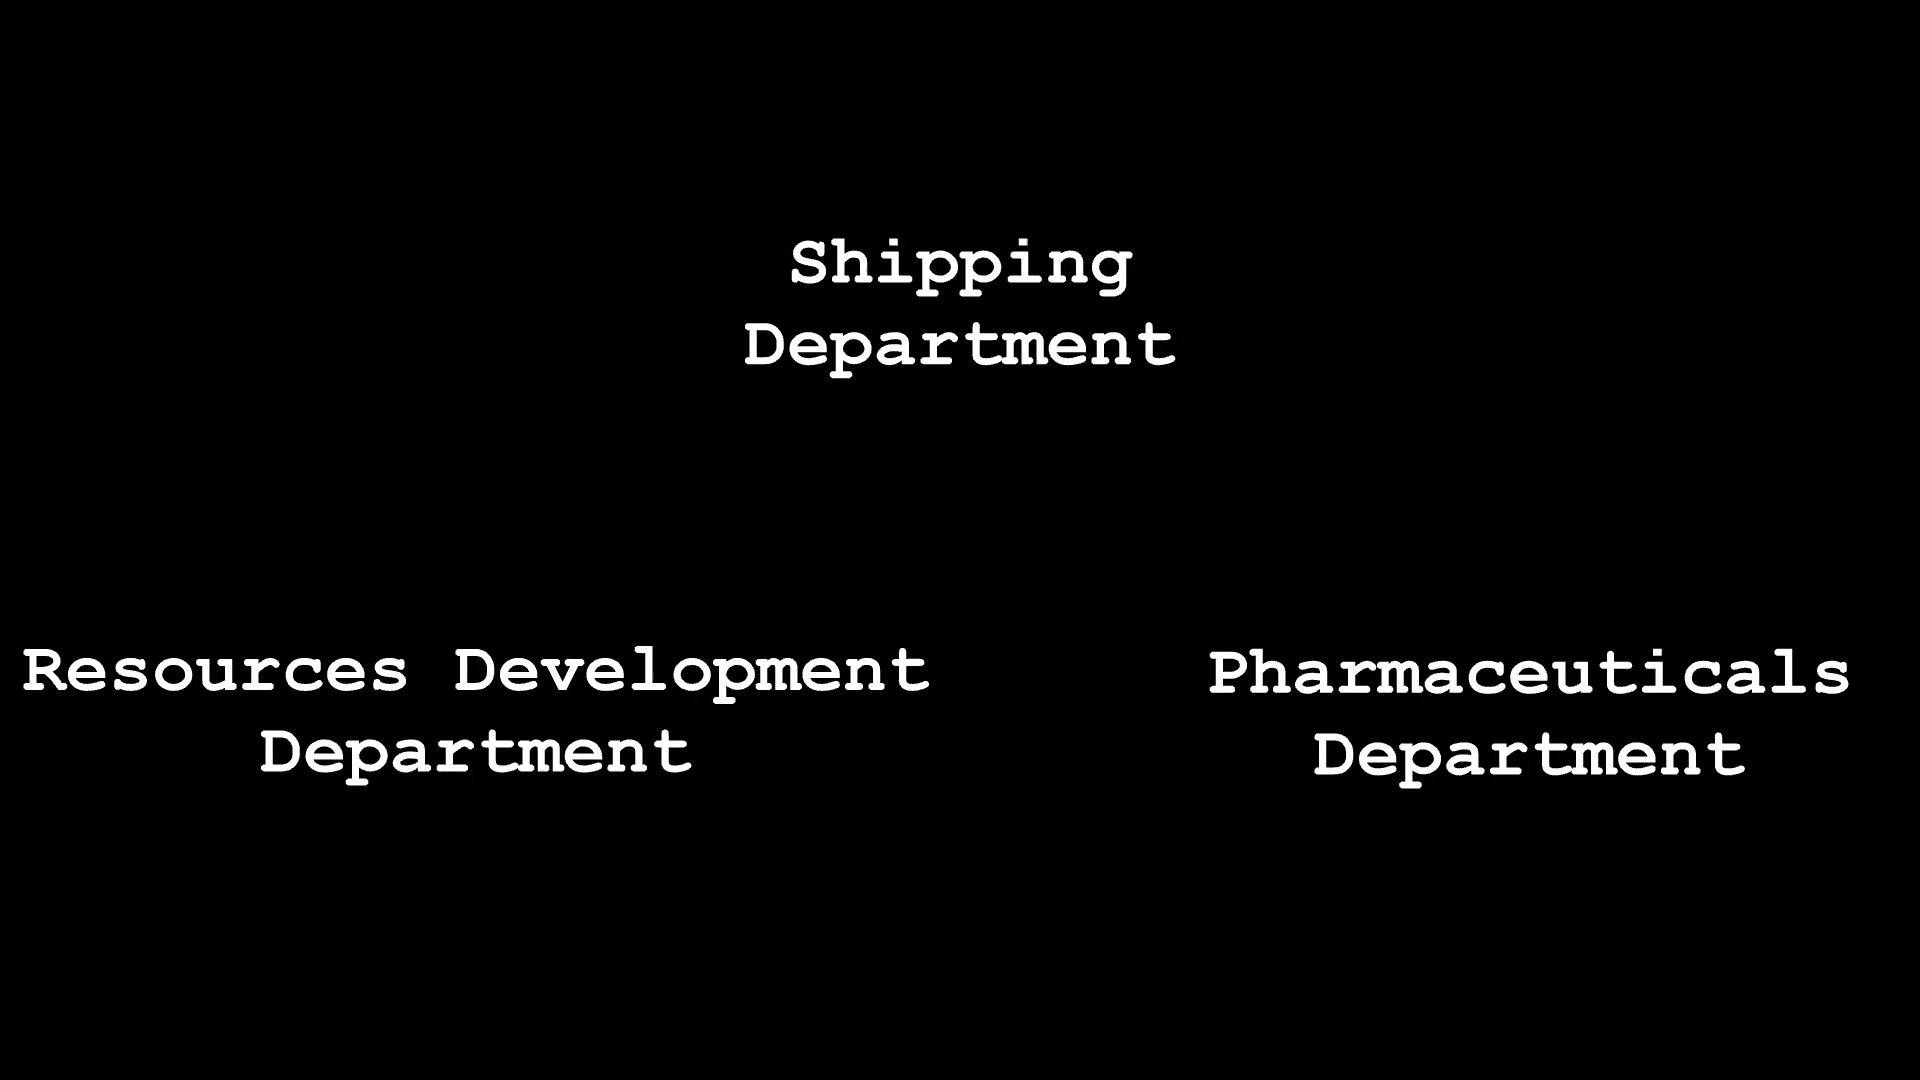 Shipping
Department
Resources Development
Department
Pharmaceuticals
Department